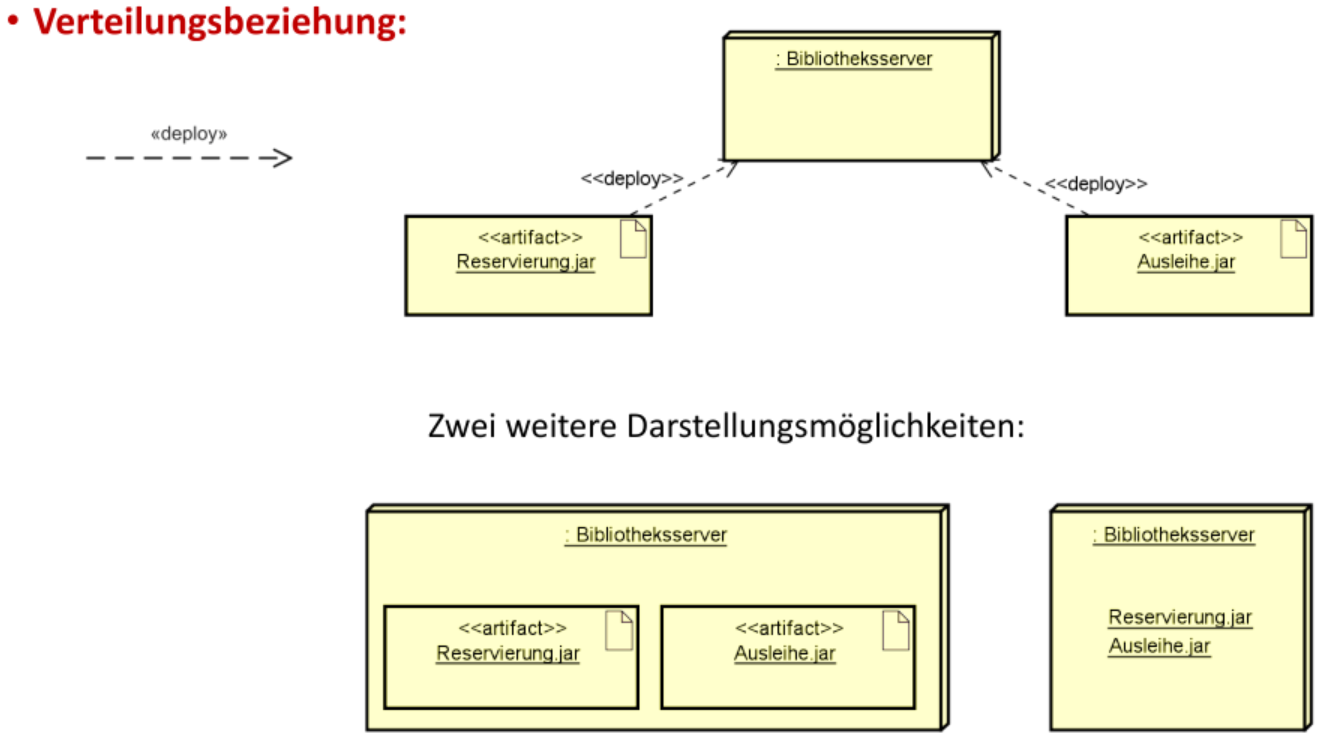 • Verteilungsbeziehung:
: Bibliotheksserver
«deploy»
<<deploy>>
<<deploy>>
<<artifact>>
Reservierung.jar
<<artifact>>
Ausleihe.jar
Zwei weitere Darstellungsmöglichkeiten:
: Bibliotheksserver
<<artifact>>
Reservierung.jar
<<artifact>>
Ausleihe.jar
: Bibliotheksserver
Reservierung.jar
Ausleihe.jar